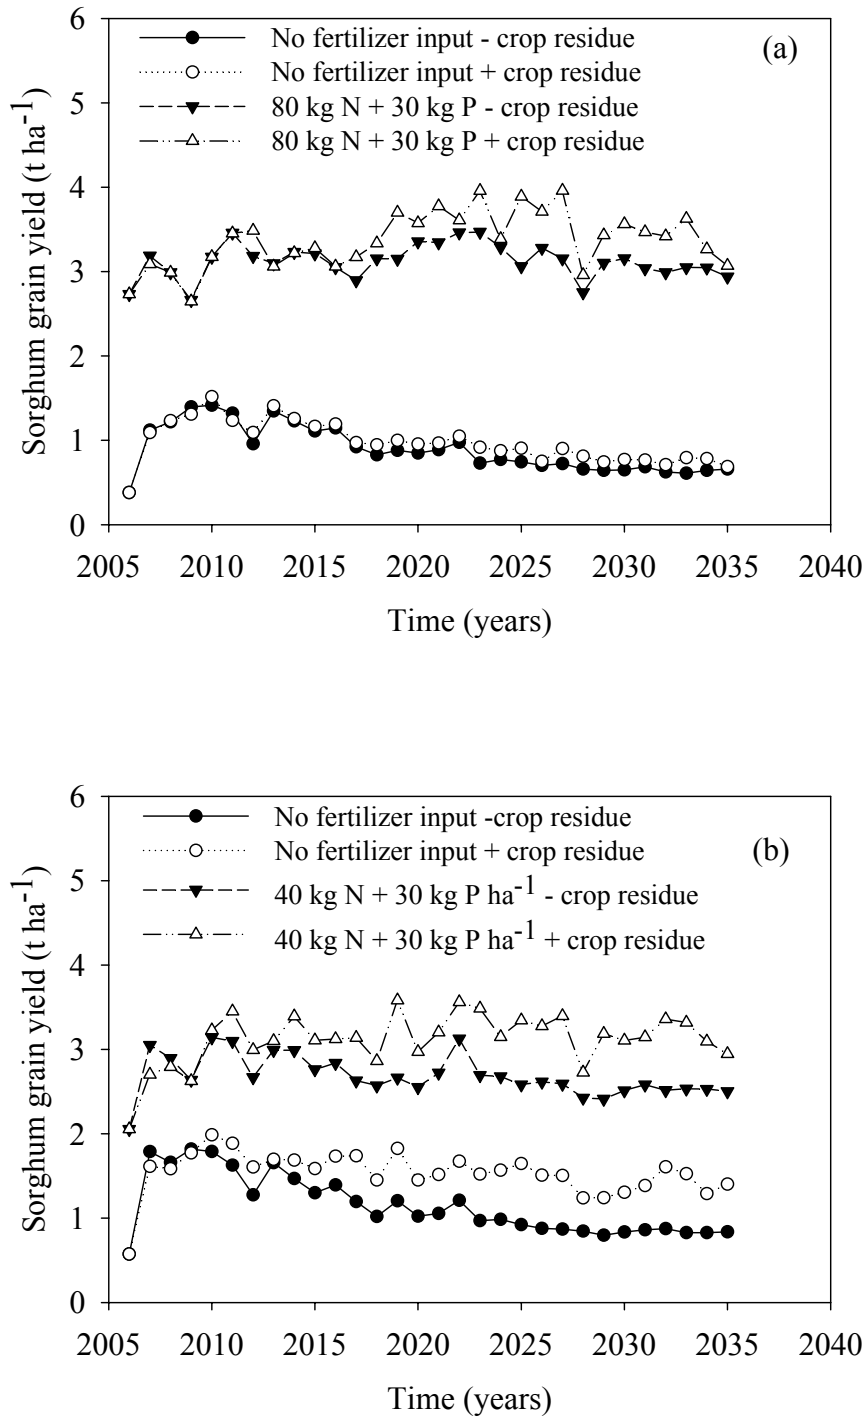 6
No fertilizer input - crop residue
(a)
No fertilizer input + crop residue
5
80 kg N + 30 kg P - crop residue
80 kg N + 30 kg P + crop residue
4
3
2
1
0
Sorghum grain yield (t ha-1)
2005 2010 2015 2020 2025 2030 2035 2040
Time (years)
6
No fertilizer input -crop residue
No fertilizer input + crop residue
(b)
5
40 kg N + 30 kg P ha-1 - crop residue
40 kg N + 30 kg P ha-1 + crop residue
4
3
2
1
0
Sorghum grain yield (t ha-1)
2005 2010 2015 2020 2025 2030 2035 2040
Time (years)